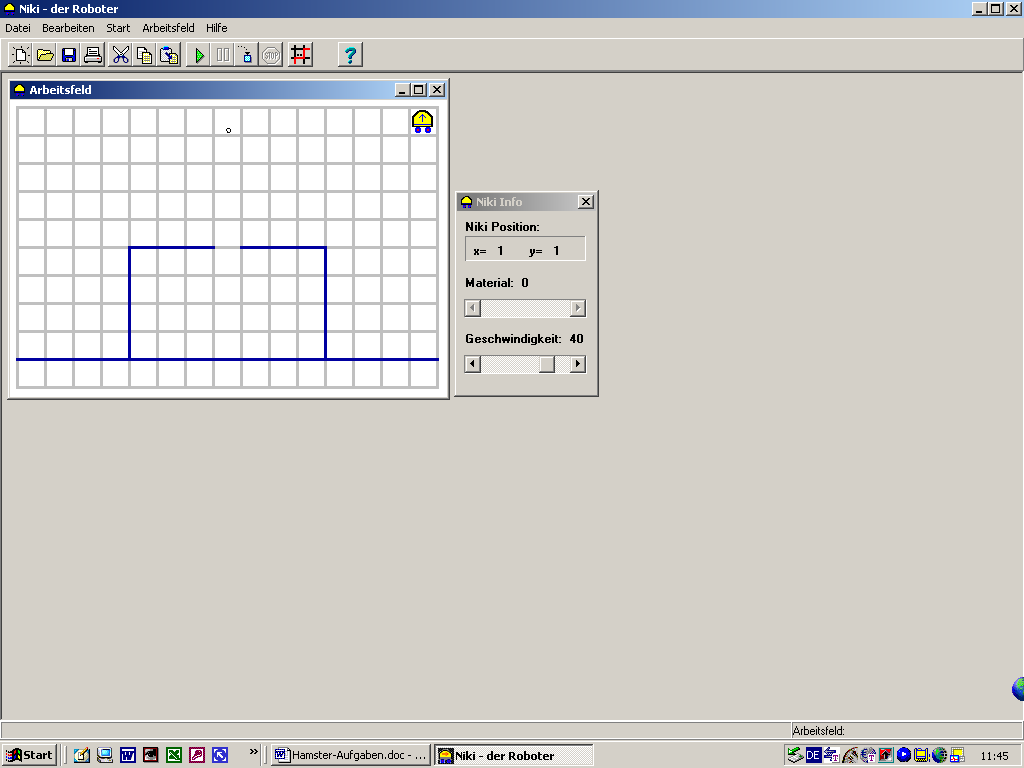 Niki - der Roboter
Datei Bearbeiten Start Arbeitsfeld Hilfe
STOP ?
Arbeitsfeld
Niki Info
Niki Position:
x= 1 y= 1
Material: 0
Geschwindigkeit: 40
Arbeitsfeld:
Start W » Hamster-Aufgaben.doc - ... Niki - der Roboter DE 11:45